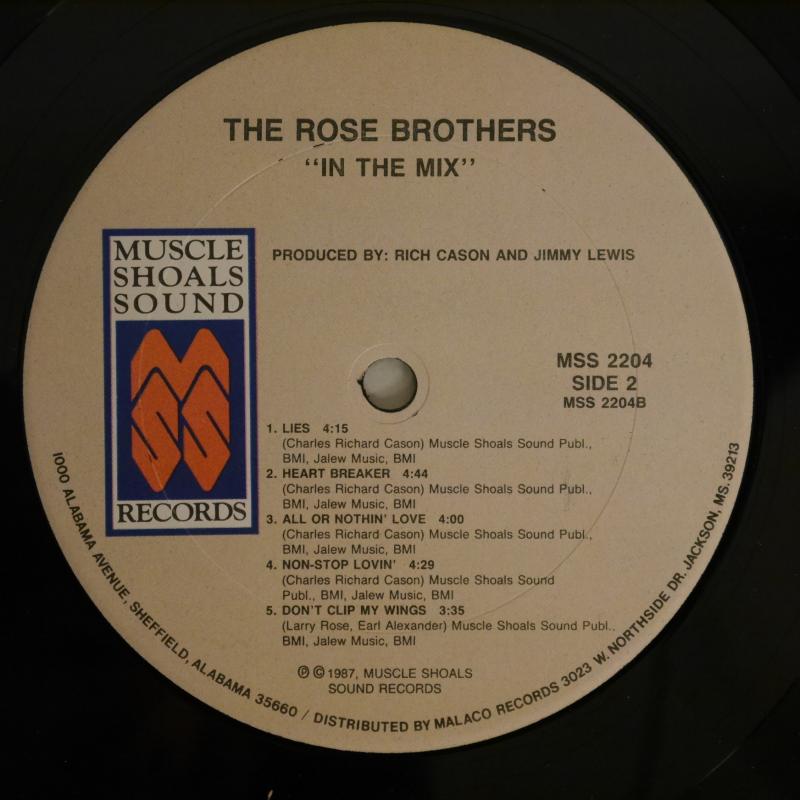 THE ROSE BROTHERS
"IN THE MIX"
MUSCLE
SHOALS
SOUND
MSS
RECORDS
PRODUCED BY: RICH CASON AND JIMMY LEWIS
MSS 2204
SIDE 2
MSS 2204B
1. LIES 4:15
(Charles Richard Cason) Muscle Shoals Sound Publ.,
BMI, Jalew Music, BMI
2. HEART BREAKER 4:44
(Charles Richard Cason) Muscle Shoals Sound Publ.,
BMI, Jalew Music, BMI
3. ALL OR NOTHIN' LOVE 4:00
(Charles Richard Cason) Muscle Shoals Sound Publ.,
BMI, Jalew Music, BMI
4. NON-STOP LOVIN' 4:29
(Charles Richard Cason) Muscle Shoals Sound
Publ., BMI, Jalew Music, BMI
5. DON'T CLIP MY WINGS 3:35
(Larry Rose, Earl Alexander) Muscle Shoals Sound Publ.,
BMI, Jalew Music, BMI
℗ © 1987, MUSCLE SHOALS
SOUND RECORDS
1000 ALABAMA AVENUE, SHEFFIELD, ALABAMA 35660 / DISTRIBUTED BY MALACO RECORDS 3023 W. NORTHSIDE DR. JACKSON, MS. 39213